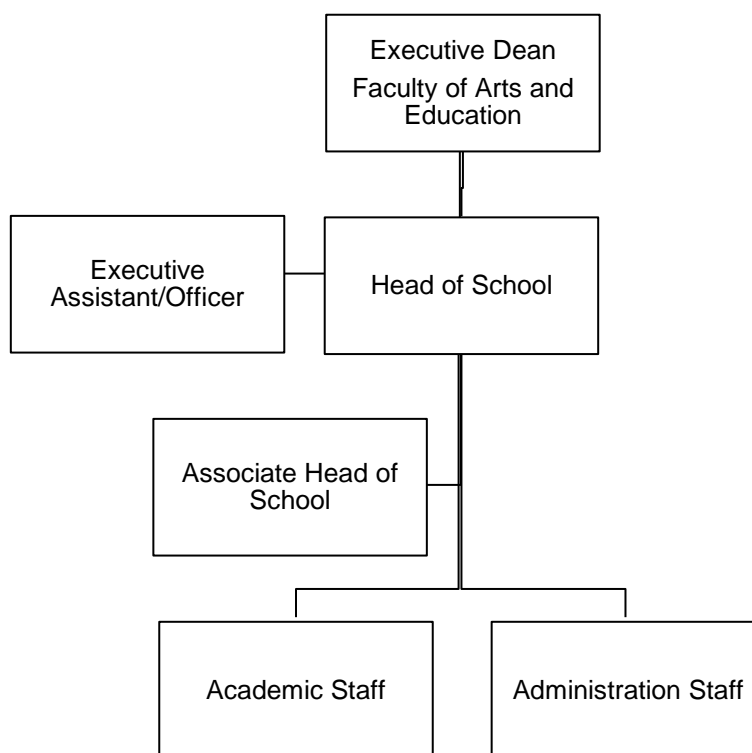 Executive Dean
Faculty of Arts and
Education
Executive
Assistant/Officer
Head of School
Associate Head of
School
Academic Staff
Administration Staff